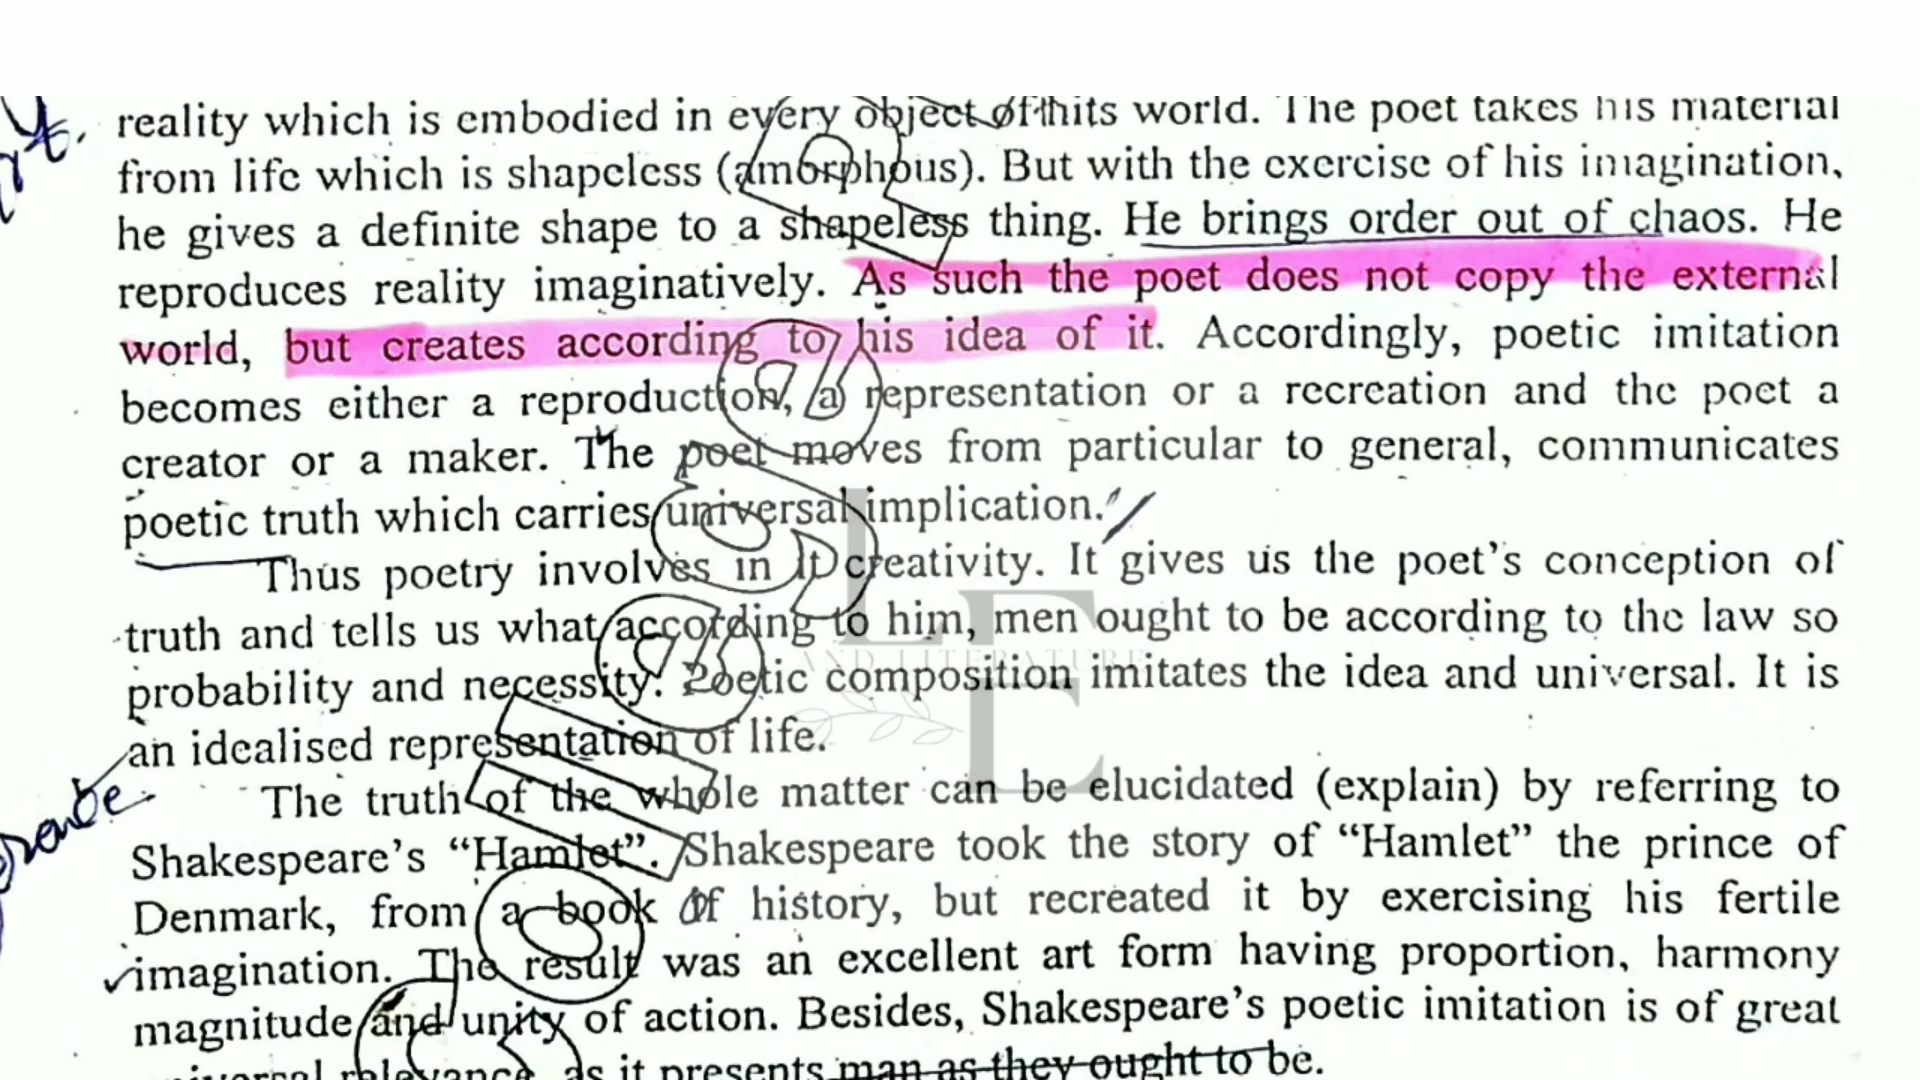 reality which is embodied in every object of thits world. The poet takes his material
from life which is shapeless (amorphous). But with the exercise of his imagination,
he gives a definite shape to a shapeless thing. He brings order out of chaos. He
reproduces reality imaginatively. As such the poet does not copy the external
world, but creates according to his idea of it. Accordingly, poetic imitation
becomes either a reproduction, a representation or a recreation and the poet a
creator or a maker. The poet moves from particular to general, communicates
poetic truth which carries universal implication.
Thus poetry involves in it creativity. It gives us the poet's conception of
truth and tells us what according to him, men ought to be according to the law so
probability and necessity. Poetic composition imitates the idea and universal. It is
AND LITERATURE
an idealised representation of life.
LE
The truth of the whole matter can be elucidated (explain) by referring to
Shakespeare's "Hamlet". Shakespeare took the story of "Hamlet" the prince of
Denmark, from a book of history, but recreated it by exercising his fertile
imagination. The result was an excellent art form having proportion, harmony
magnitude and unity of action. Besides, Shakespeare's poetic imitation is of great
universal relevance as it presents man as they ought to be.